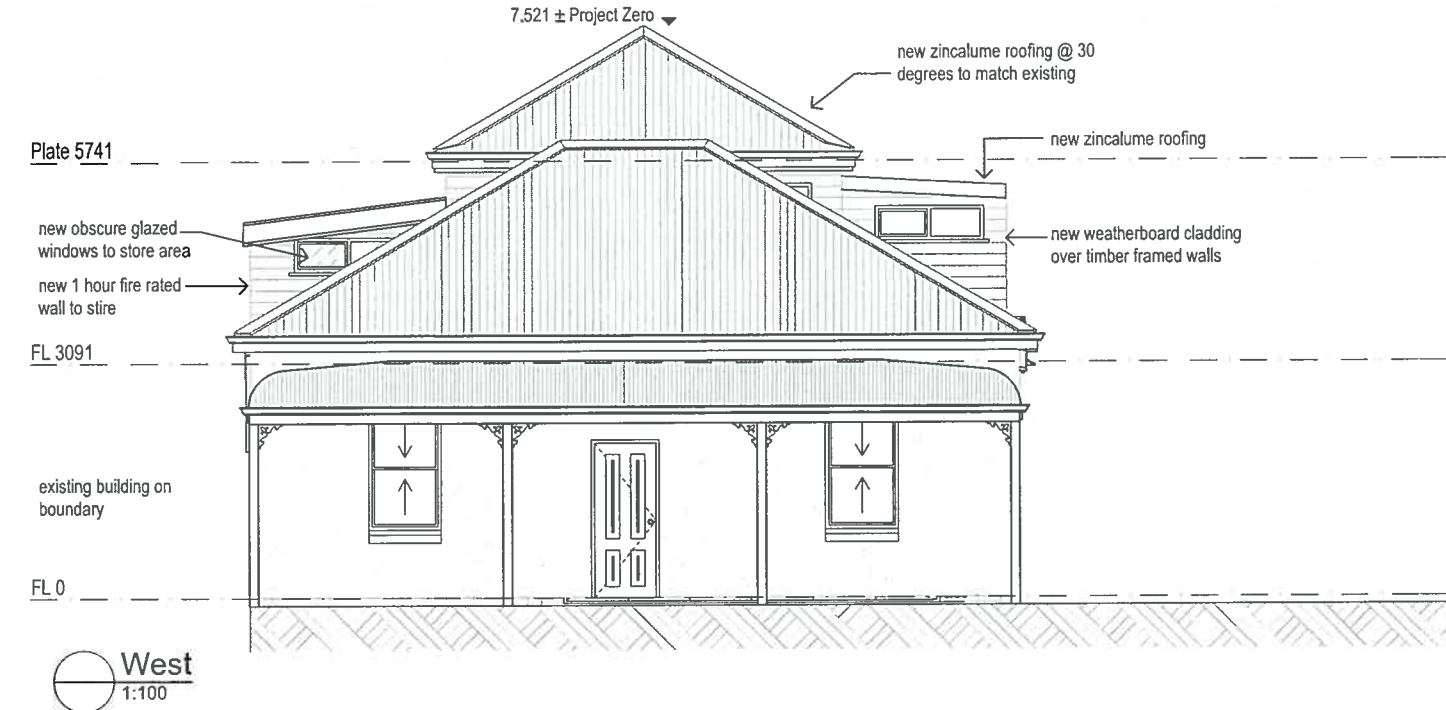 7.521 ± Project Zero
new zincalume roofing @ 30
degrees to match existing
Plate 5741
new zincalume roofing
new obscure glazed
windows to store area
new weatherboard cladding
over timber framed walls
new 1 hour fire rated
wall to stire
FL 3091
existing building on
boundary
FL 0
West
1:100